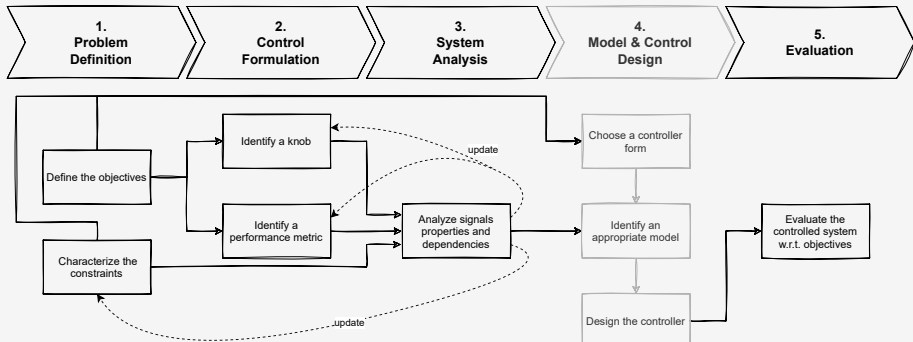 1.
Problem
Definition
2.
Control
Formulation
3.
System
Analysis
4.
Model & Control
Design
5.
Evaluation
Define the objectives
Characterize the
constraints
Identify a knob
Identify a
performance metric
Analyze signals
properties and
dependencies
update
update
Choose a controller
form
Identify an
appropriate model
Design the controller
Evaluate the
controlled system
w.r.t. objectives